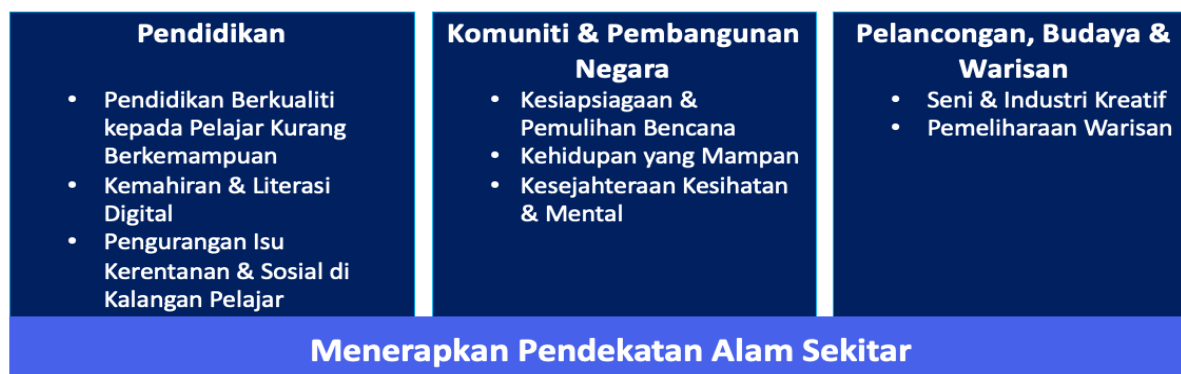 Pendidikan
• Pendidikan Berkualiti
kepada Pelajar Kurang
Berkemampuan
• Kemahiran & Literasi
Digital
• Pengurangan Isu
Kerentanan & Sosial di
Kalangan Pelajar
Komuniti & Pembangunan
Negara
• Kesiapsiagaan &
Pemulihan Bencana
• Kehidupan yang Mampan
• Kesejahteraan Kesihatan
& Mental
Pelancongan, Budaya &
Warisan
• Seni & Industri Kreatif
• Pemeliharaan Warisan
Menerapkan Pendekatan Alam Sekitar